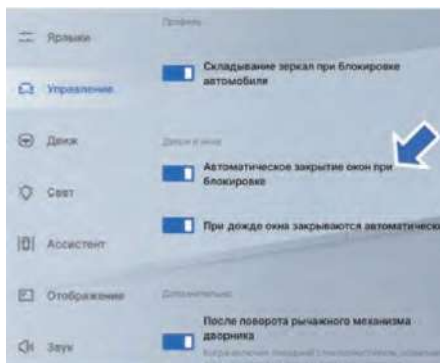 Профиль
Ярлыки
Складывание зеркал при блокировке
автомобиля
Управление
Движ
Двери и окна
Автоматическое закрытие окон при
блокировке
Свет
При дожде окна закрываются автоматически
Ассистент
Отображение
Дополнительно
После поворота рычажного механизма
дворника
Звук